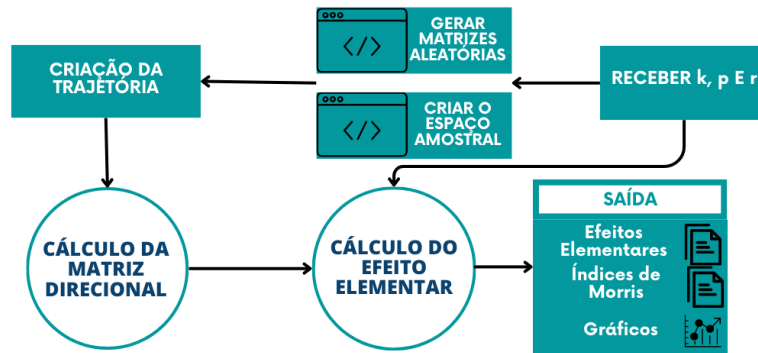 GERAR
MATRIZES
ALEATÓRIAS
</>
CRIAÇÃO DA
TRAJETÓRIA
RECEBER k, p E r
CRIAR O
ESPAÇO
AMOSTRAL
</>
CÁLCULO DA
MATRIZ
DIRECIONAL
CÁLCULO DO
EFEITO
ELEMENTAR
SAÍDA
Efeitos
Elementares
Índices de
Morris
Gráficos